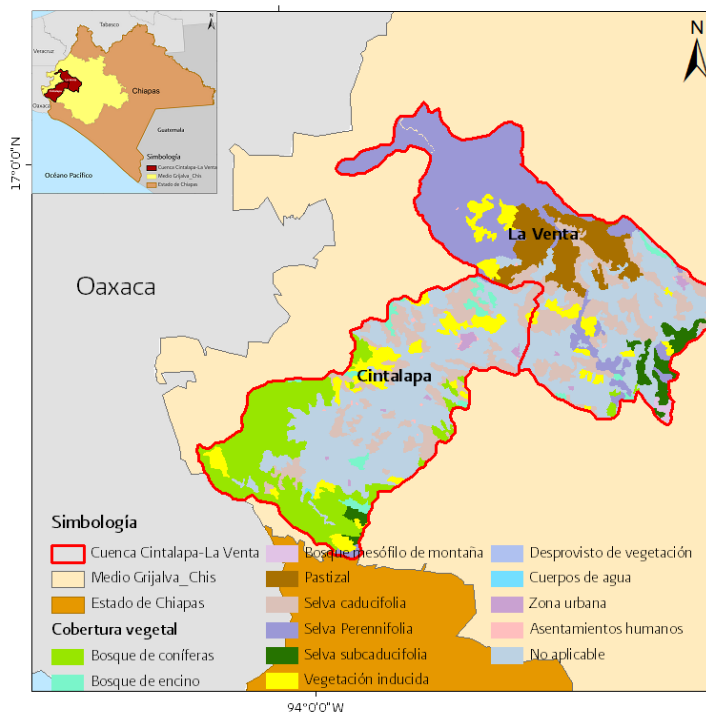 Tabasco
N
Veracruz
Chiapas
Oaxaca
Guatemala
Simbología
Cuenca Cintalapa-La Venta
Medio Grijalva_Chis
Estado de Chiapas
Océano Pacífico
N
17°0'0"N
La Venta
Oaxaca
Cintalapa
Simbología
Cuenca Cintalapa-La Venta
Medio Grijalva_Chis
Estado de Chiapas
Cobertura vegetal
Bosque de coníferas
Bosque de encino
Bosque mesófilo de montaña
Pastizal
Selva caducifolia
Selva Perennifolia
Selva subcaducifolia
Vegetación inducida
Desprovisto de vegetación
Cuerpos de agua
Zona urbana
Asentamientos humanos
No aplicable
94°0'0"W